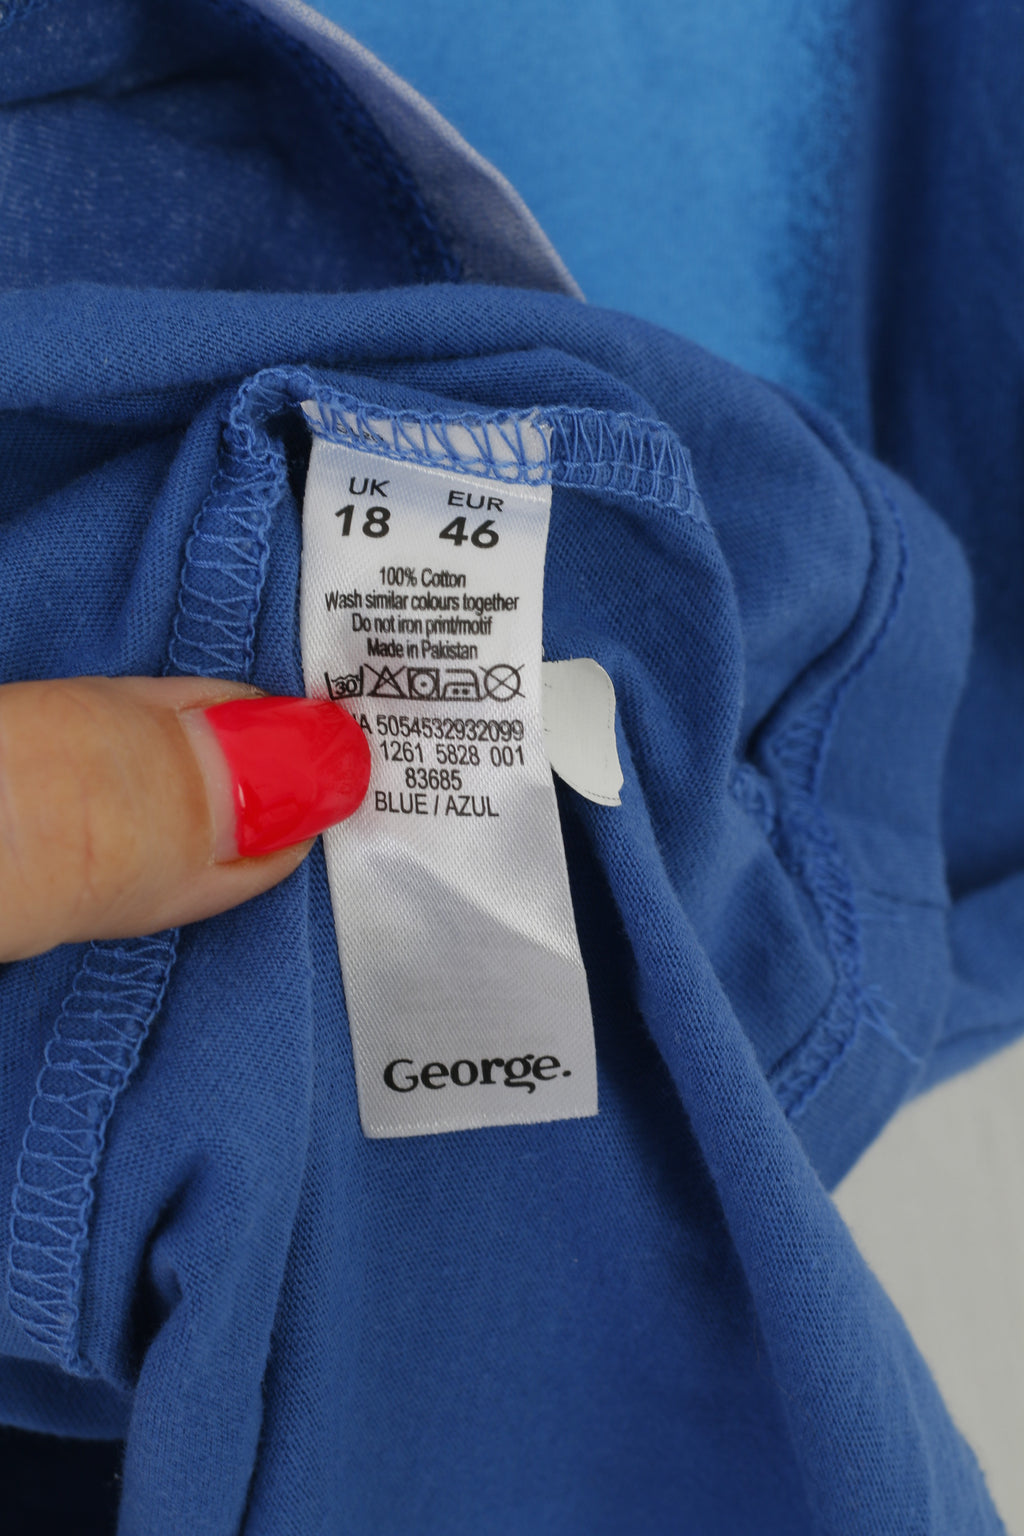 UK EUR
18 46
100% Cotton
Wash similar colours together
Do not iron print/motif
Made in Pakistan
30
5054532932099
1261 5828 001
83685
BLUE / AZUL
George.